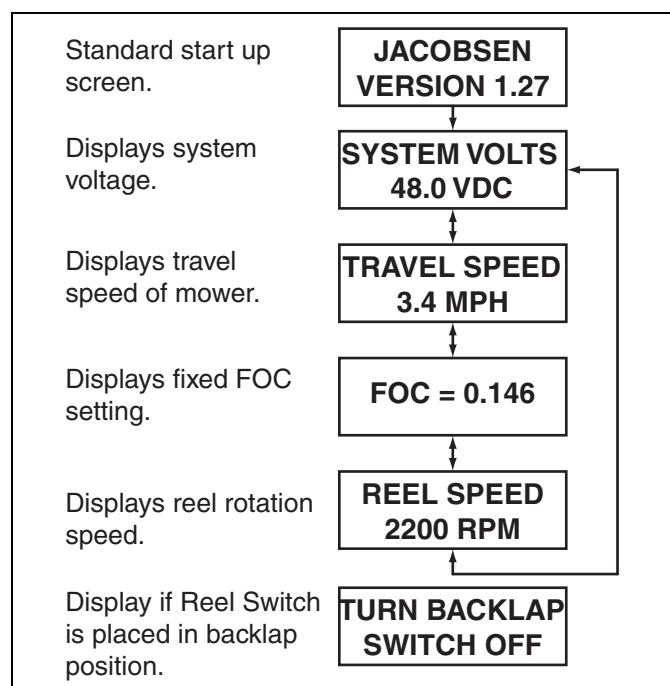 Standard start up
screen.
JACOBSEN
VERSION 1.27
Displays system
voltage.
SYSTEM VOLTS
48.0 VDC
Displays travel
speed of mower.
TRAVEL SPEED
3.4 MPH
Displays fixed FOC
setting.
FOC = 0.146
Displays reel rotation
speed.
REEL SPEED
2200 RPM
Display if Reel Switch
is placed in backlap
position.
TURN BACKLAP
SWITCH OFF